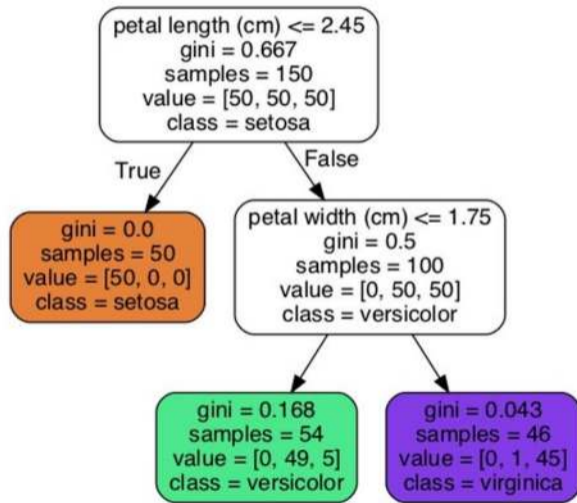 petal length (cm) <= 2.45
gini = 0.667
samples = 150
value = [50, 50, 50]
class = setosa
True
False
gini = 0.0
samples = 50
value = [50, 0, 0]
class = setosa
petal width (cm) <= 1.75
gini = 0.5
samples = 100
value = [0, 50, 50]
class = versicolor
gini = 0.168
samples = 54
value = [0, 49, 5]
class = versicolor
gini = 0.043
samples = 46
value = [0, 1, 45]
class = virginica